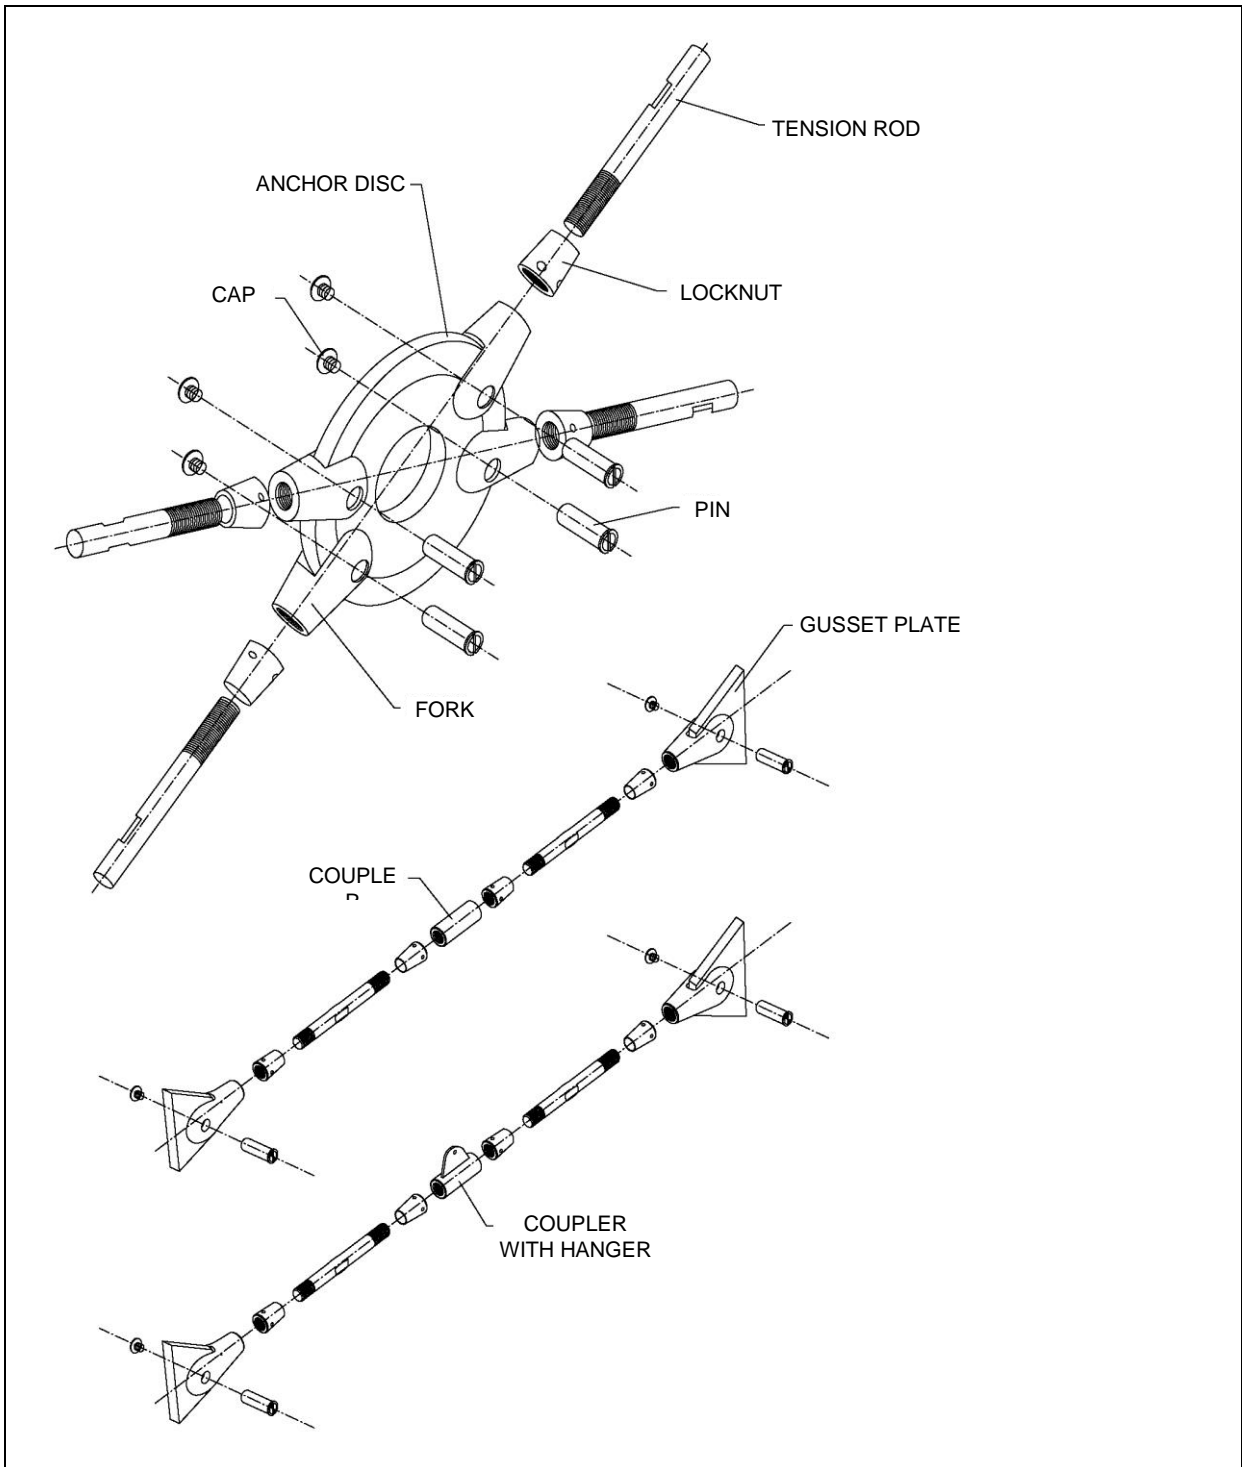 TENSION ROD
ANCHOR DISC
CAP
LOCKNUT
PIN
GUSSET PLATE
FORK
COUPLE
COUPLER
WITH HANGER